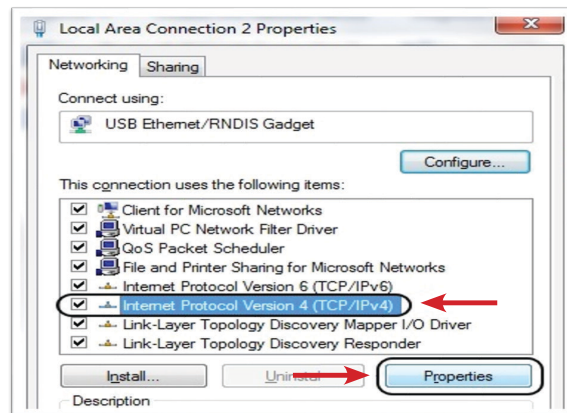 Local Area Connection 2 Properties
Networking Sharing
Connect using:
USB Ethernet/RNDIS Gadget
Configure...
This connection uses the following items:
Client for Microsoft Networks
Virtual PC Network Filter Driver
QoS Packet Scheduler
File and Printer Sharing for Microsoft Networks
Internet Protocol Version 6 (TCP/IPv6)
Internet Protocol Version 4 (TCP/IPv4)
Link-Layer Topology Discovery Mapper I/O Driver
Link-Layer Topology Discovery Responder
Install... Properties
Description